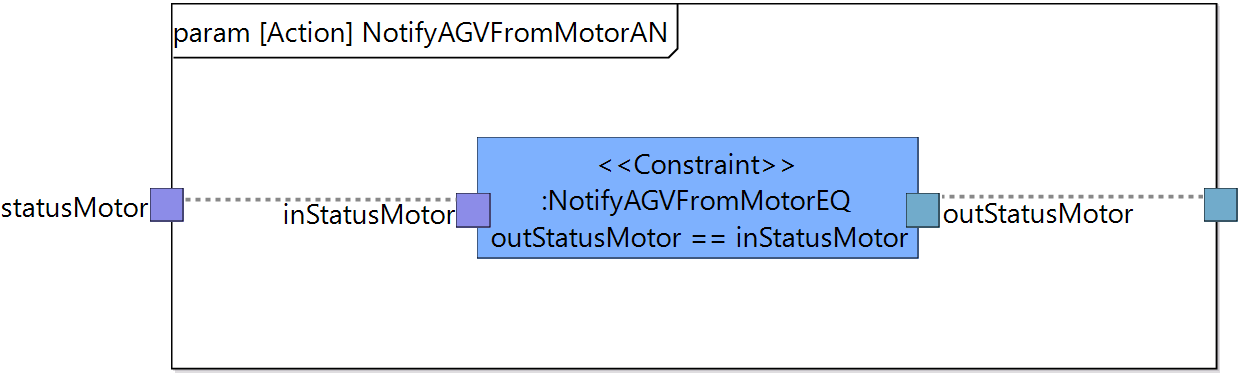 param [Action] NotifyAGVFromMotorAN
<<Constraint>>
:NotifyAGVFromMotorEQ
outStatusMotor == inStatusMotor
statusMotor
inStatusMotor
outStatusMotor